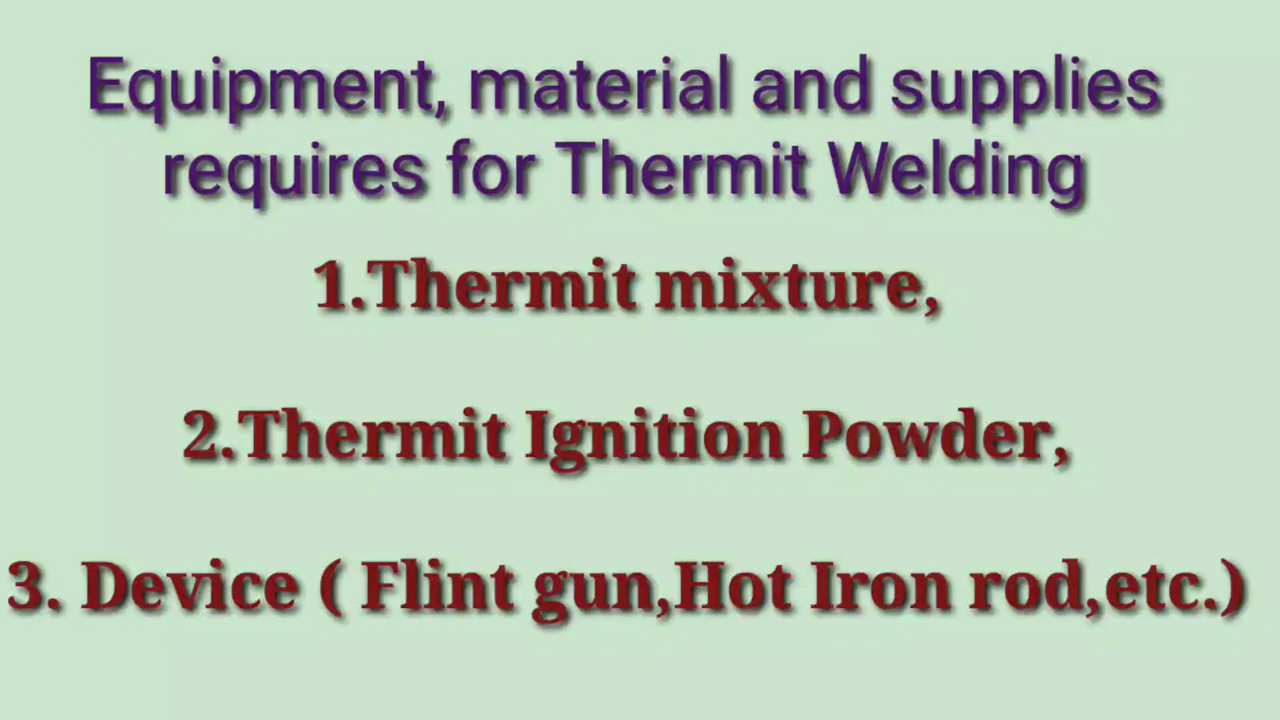 Equipment, material and supplies
requires for Thermit Welding
1.Thermit mixture,
2.Thermit Ignition Powder,
3. Device ( Flint gun,Hot Iron rod,etc.)